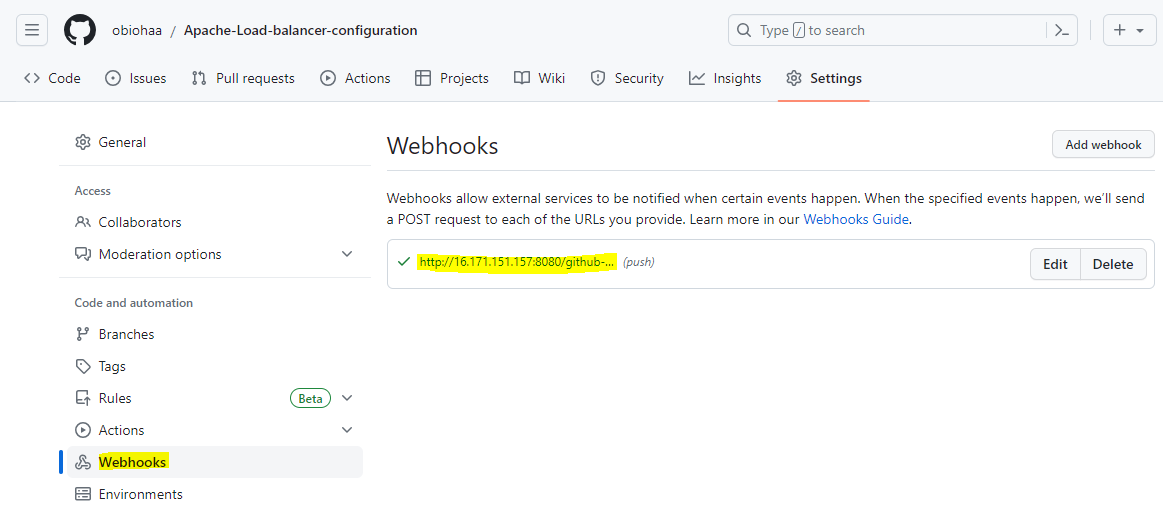 obiohaa / Apache-Load-balancer-configuration
Type / to search
Code Issues Pull requests Actions Projects Wiki Security Insights Settings
General
Access
Collaborators
Moderation options
Code and automation
Branches
Tags
Rules Beta
Actions
Webhooks
Environments
Webhooks
Add webhook
Webhooks allow external services to be notified when certain events happen. When the specified events happen, we’ll send
a POST request to each of the URLs you provide. Learn more in our Webhooks Guide.
http://16.171.151.157:8080/github-... (push)
Edit Delete